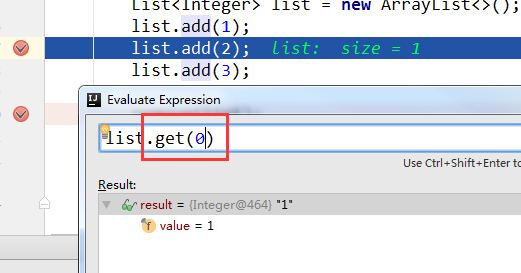 List<Integer> list = new ArrayList<>();
list.add(1);
list.add(2);  list:  size = 1
list.add(3);
Evaluate Expression
list.get(0)
Use Ctrl+Shift+Enter to
Result:
result = {Integer@464} "1"
f value = 1